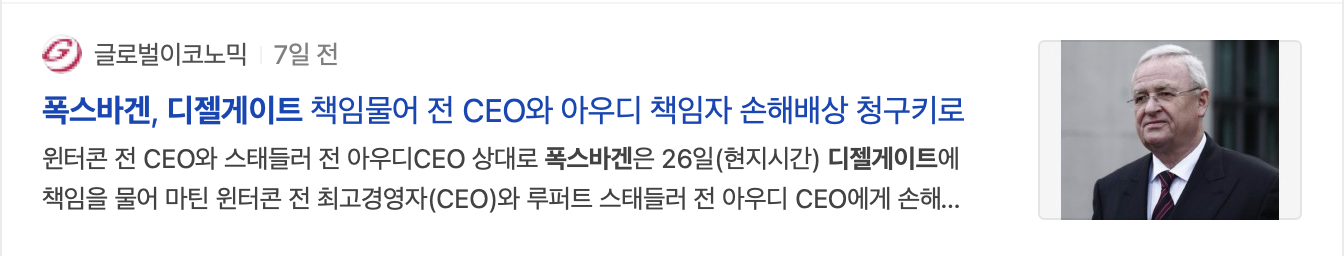 글로벌이코노믹 7일 전
폭스바겐, 디젤게이트 책임물어 전 CEO와 아우디 책임자 손해배상 청구키로
윈터콘 전 CEO와 스태들러 전 아우디CEO 상대로 폭스바겐은 26일(현지시간) 디젤게이트에
책임을 물어 마틴 윈터콘 전 최고경영자(CEO)와 루퍼트 스태들러 전 아우디 CEO에게 손해...